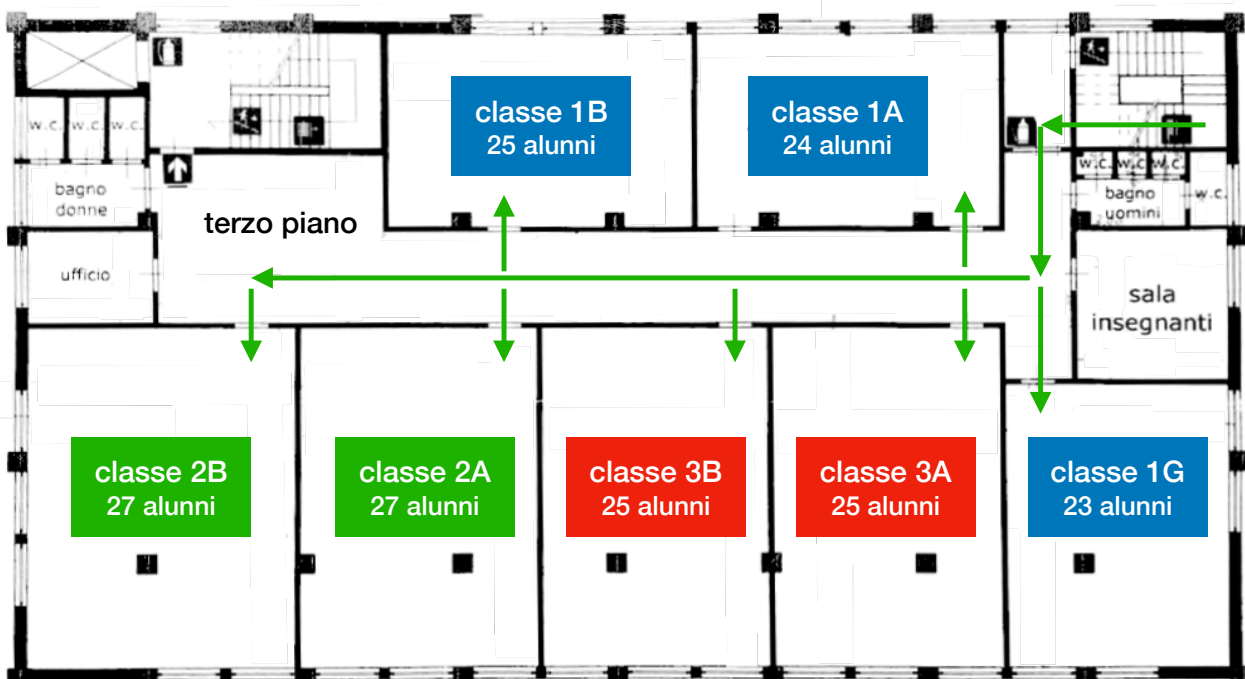 classe 1B
25 alunni
classe 1A
24 alunni
w.c.
w.c.
w.c.
bagno
donne
w.c.
w.c
w.c.
bagno
uomini
w.c.
terzo piano
ufficio
sala
insegnanti
classe 2B
27 alunni
classe 2A
27 alunni
classe 3B
25 alunni
classe 3A
25 alunni
classe 1G
23 alunni